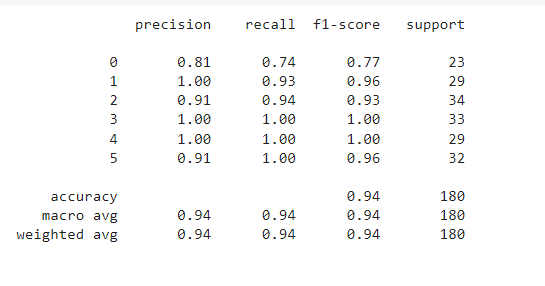 precision recall f1-score support
0 0.81 0.74 0.77 23
1 1.00 0.93 0.96 29
2 0.91 0.94 0.93 34
3 1.00 1.00 1.00 33
4 1.00 1.00 1.00 29
5 0.91 1.00 0.96 32
accuracy 0.94 180
macro avg 0.94 0.94 0.94 180
weighted avg 0.94 0.94 0.94 180